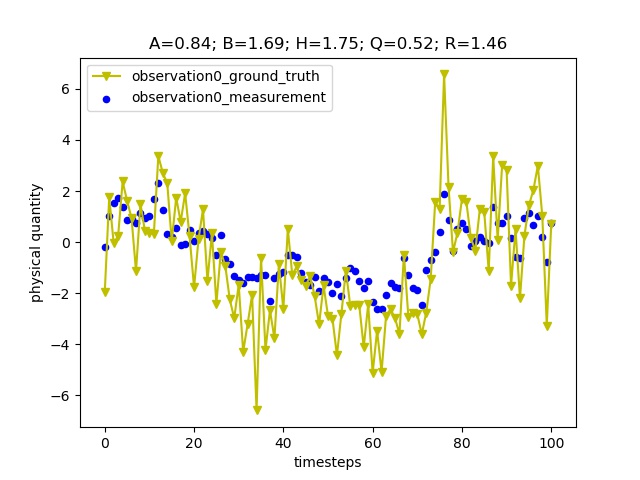 A=0.84; B=1.69; H=1.75; Q=0.52; R=1.46
observation0_ground_truth
observation0_measurement
physical quantity
6
4
2
0
−2
−4
−6
0 20 40 60 80 100
timesteps